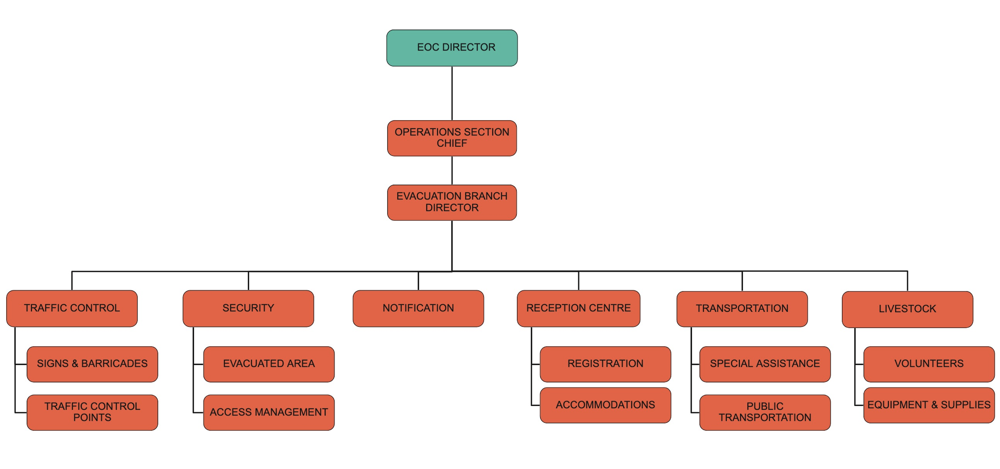 EOC DIRECTOR
OPERATIONS SECTION
CHIEF
EVACUATION BRANCH
DIRECTOR
TRAFFIC CONTROL
SECURITY
NOTIFICATION
RECEPTION CENTRE
TRANSPORTATION
LIVESTOCK
SIGNS & BARRICADES
TRAFFIC CONTROL
POINTS
EVACUATED AREA
ACCESS MANAGEMENT
REGISTRATION
ACCOMMODATIONS
SPECIAL ASSISTANCE
PUBLIC
TRANSPORTATION
VOLUNTEERS
EQUIPMENT & SUPPLIES